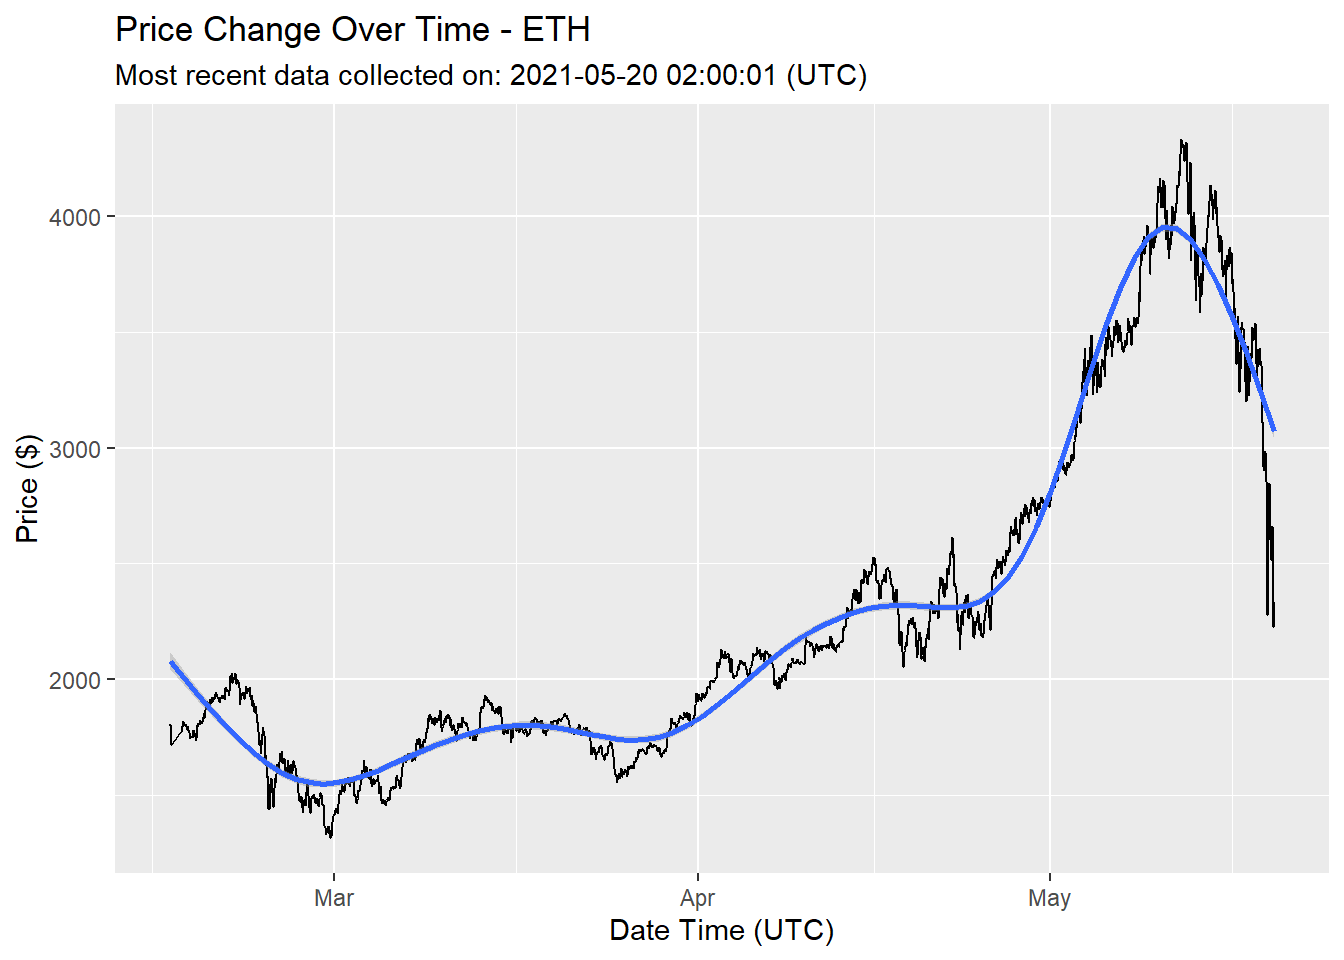 Price Change Over Time - ETH
Most recent data collected on: 2021-05-20 02:00:01 (UTC)
Price ($)
4000
3000
2000
Mar
Apr
May
Date Time (UTC)